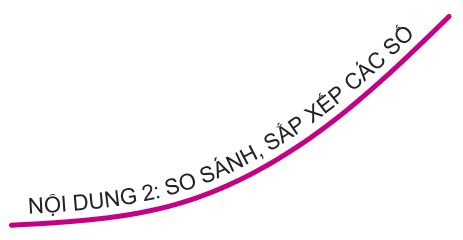 NỘI DUNG 2: SO SÁNH, SẮP XẾP CÁC SỐ